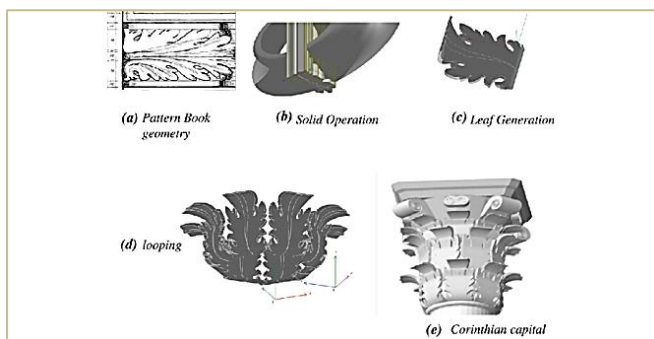 (a) Pattern Book
geometry
(b) Solid Operation
(c) Leaf Generation
(d) looping
(e) Corinthian capital